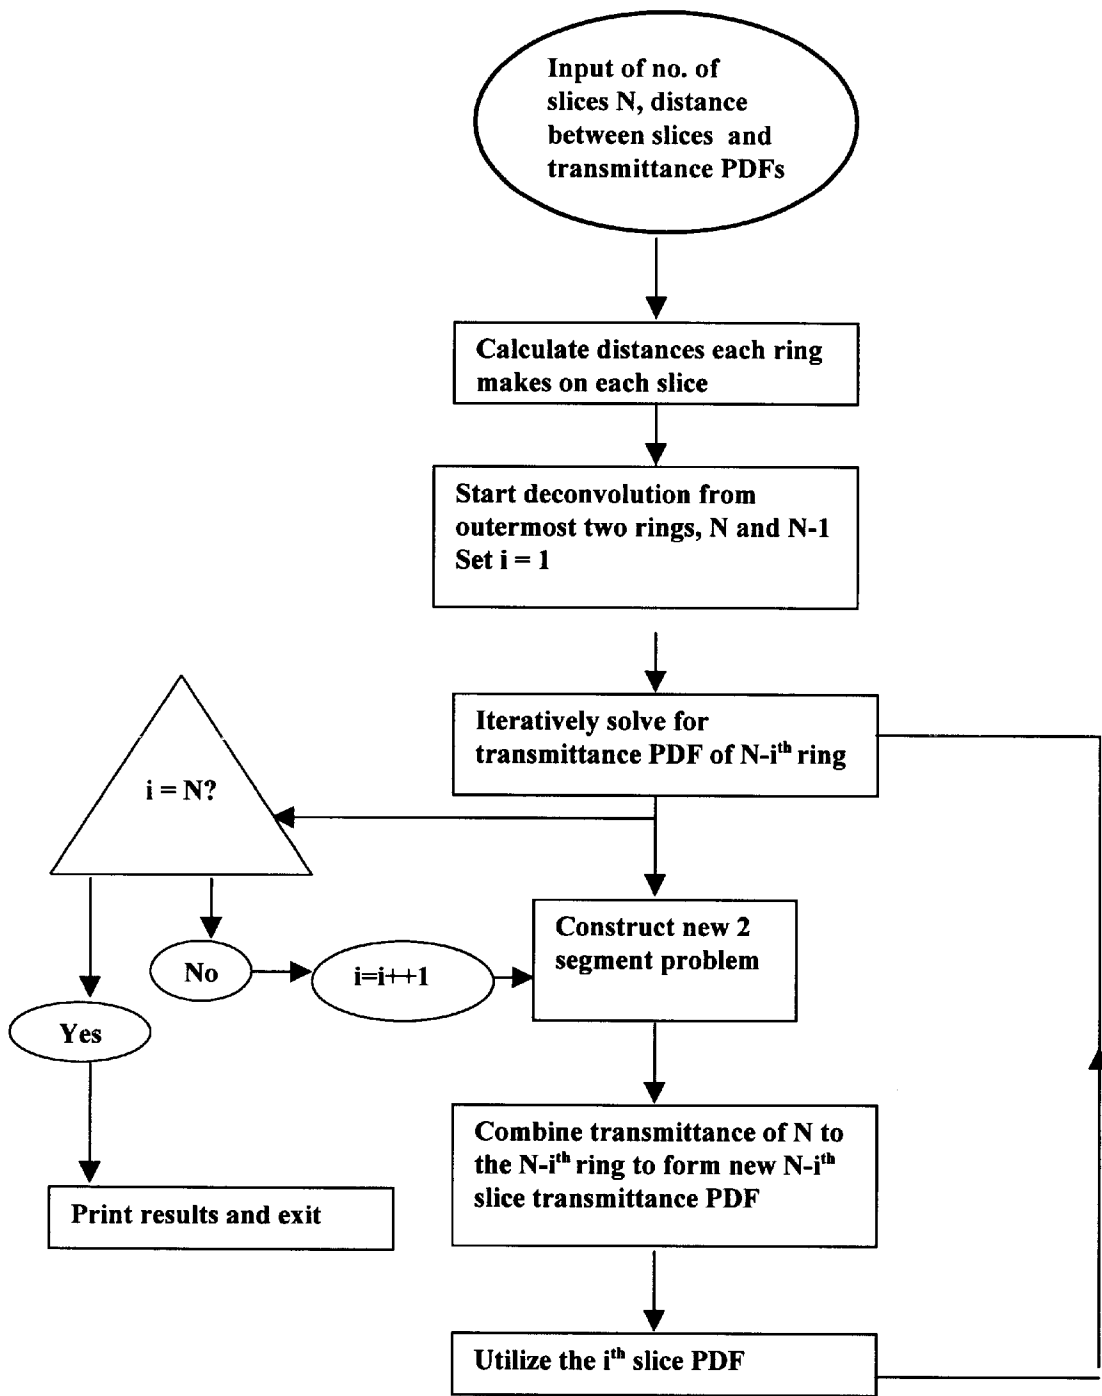 Input of no. of
slices N, distance
between slices and
transmittance PDFs
Calculate distances each ring
makes on each slice
Start deconvolution from
outermost two rings, N and N-1
Set i = 1
Iteratively solve for
transmittance PDF of N-iᵗʰ ring
i = N?
Construct new 2
segment problem
No
i=i++1
Yes
Combine transmittance of N to
the N-iᵗʰ ring to form new N-iᵗʰ
slice transmittance PDF
Print results and exit
Utilize the iᵗʰ slice PDF